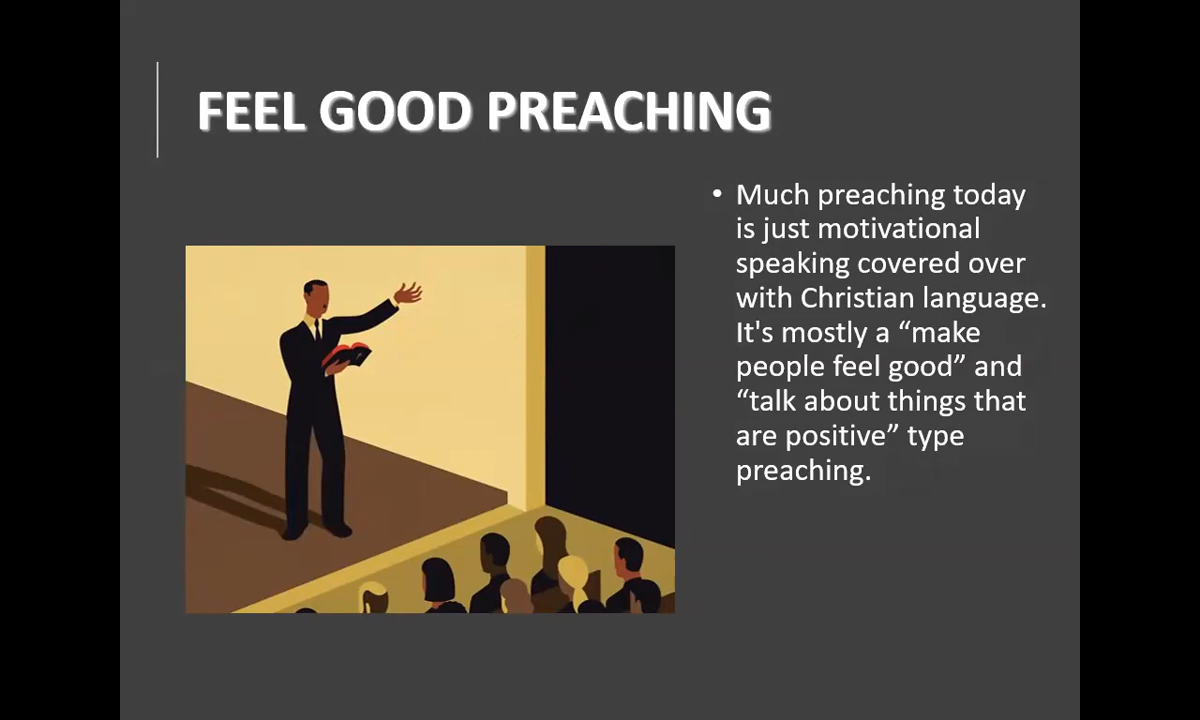 FEEL GOOD PREACHING
• Much preaching today
is just motivational
speaking covered over
with Christian language.
It's mostly a “make
people feel good” and
“talk about things that
are positive” type
preaching.